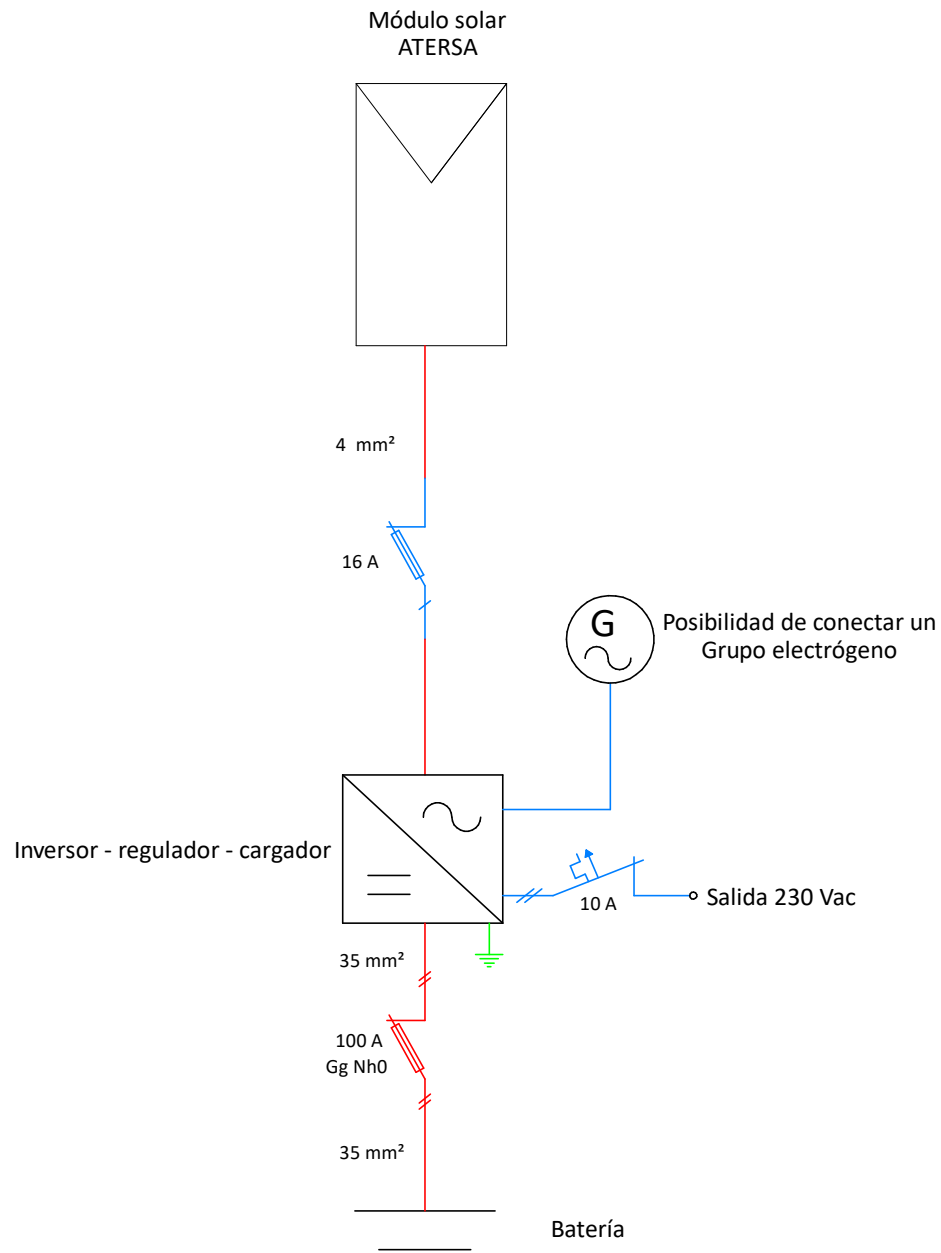 Módulo solar
ATERSA
4 mm²
16 A
G
Posibilidad de conectar un
Grupo electrógeno
Inversor - regulador - cargador
10 A
Salida 230 Vac
35 mm²
100 A
Gg Nh0
35 mm²
Batería